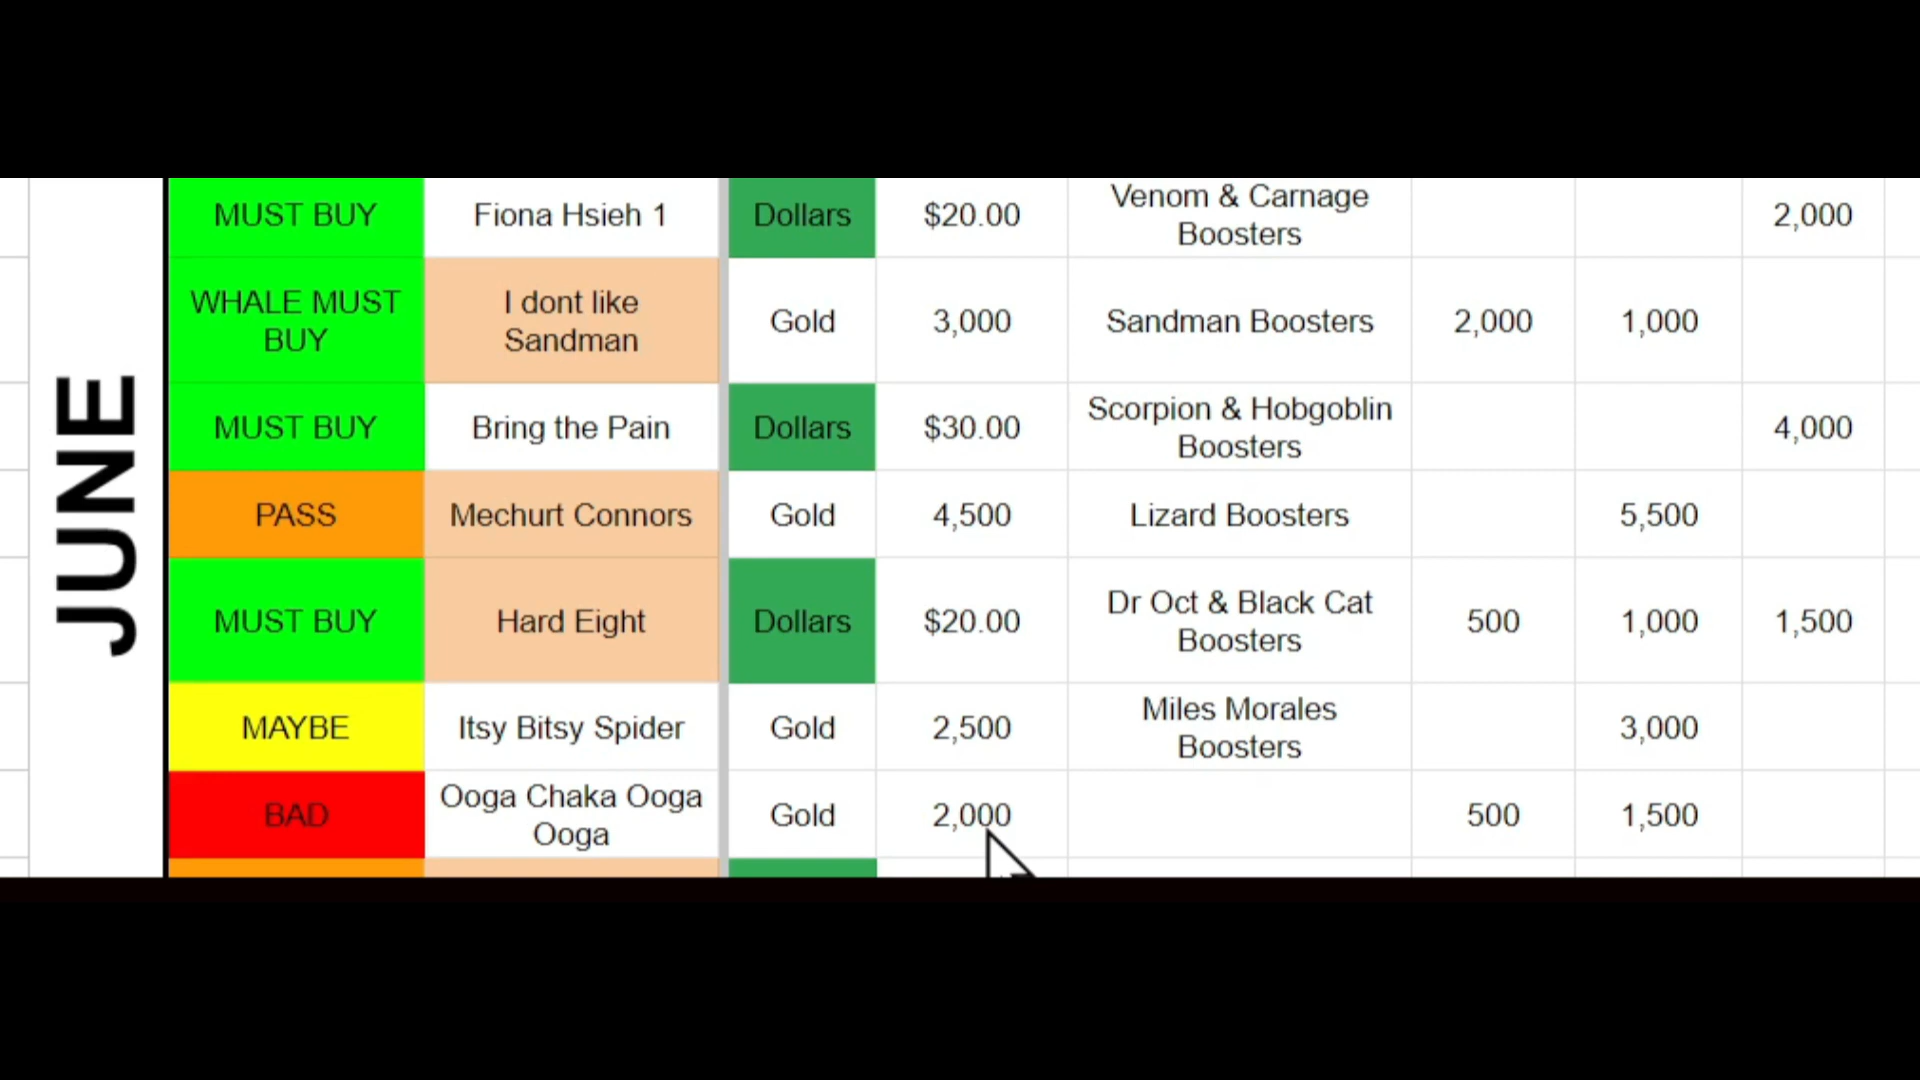 JUNE
MUST BUY Fiona Hsieh 1 Dollars $20.00 Venom & Carnage Boosters 2,000
WHALE MUST BUY I dont like Sandman Gold 3,000 Sandman Boosters 2,000 1,000
MUST BUY Bring the Pain Dollars $30.00 Scorpion & Hobgoblin Boosters 4,000
PASS Mechurt Connors Gold 4,500 Lizard Boosters 5,500
MUST BUY Hard Eight Dollars $20.00 Dr Oct & Black Cat Boosters 500 1,000 1,500
MAYBE Itsy Bitsy Spider Gold 2,500 Miles Morales Boosters 3,000
BAD Ooga Chaka Ooga Ooga Gold 2,000 500 1,500